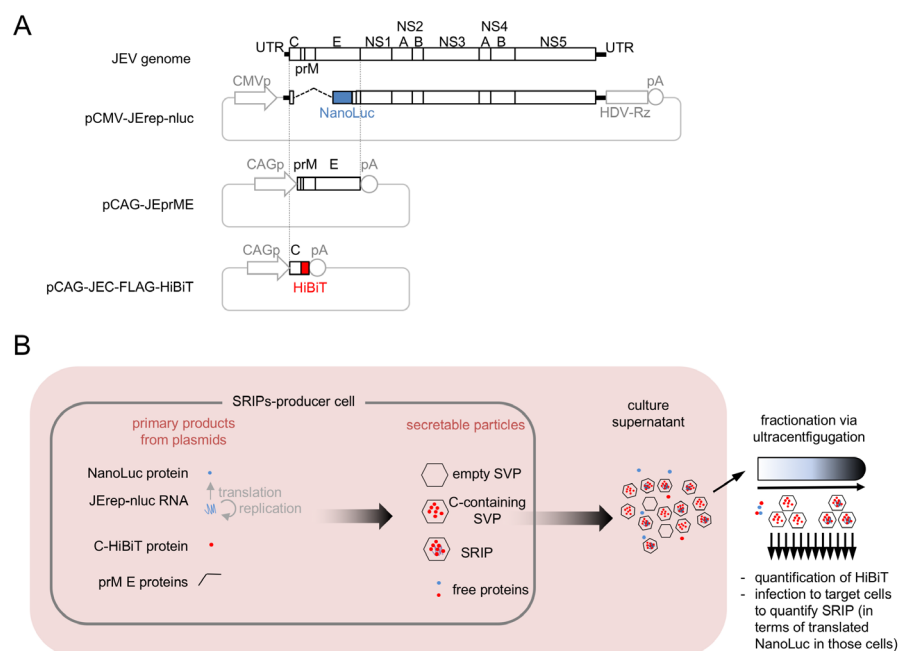 A
NS2
NS4
C
E
NS1
A
B
NS3
A
B
NS5
UTR
UTR
JEV genome
prM
CMVp
pA
NanoLuc
HDV-Rz
pCMV-JErep-nluc
CAGp
prM
E
pA
pCAG-JEprME
CAGp
C
pA
pCAG-JEC-FLAG-HiBiT
HiBiT
B
SRIPs-producer cell
primary products
from plasmids
secretable particles
culture
supernatant
fractionation via
ultracentfigugation
NanoLuc protein
JErep-nluc RNA
translation
replication
C-HiBiT protein
prM E proteins
empty SVP
C-containing
SVP
SRIP
free proteins
- quantification of HiBiT
- infection to target cells
to quantify SRIP (in
terms of translated
NanoLuc in those cells)